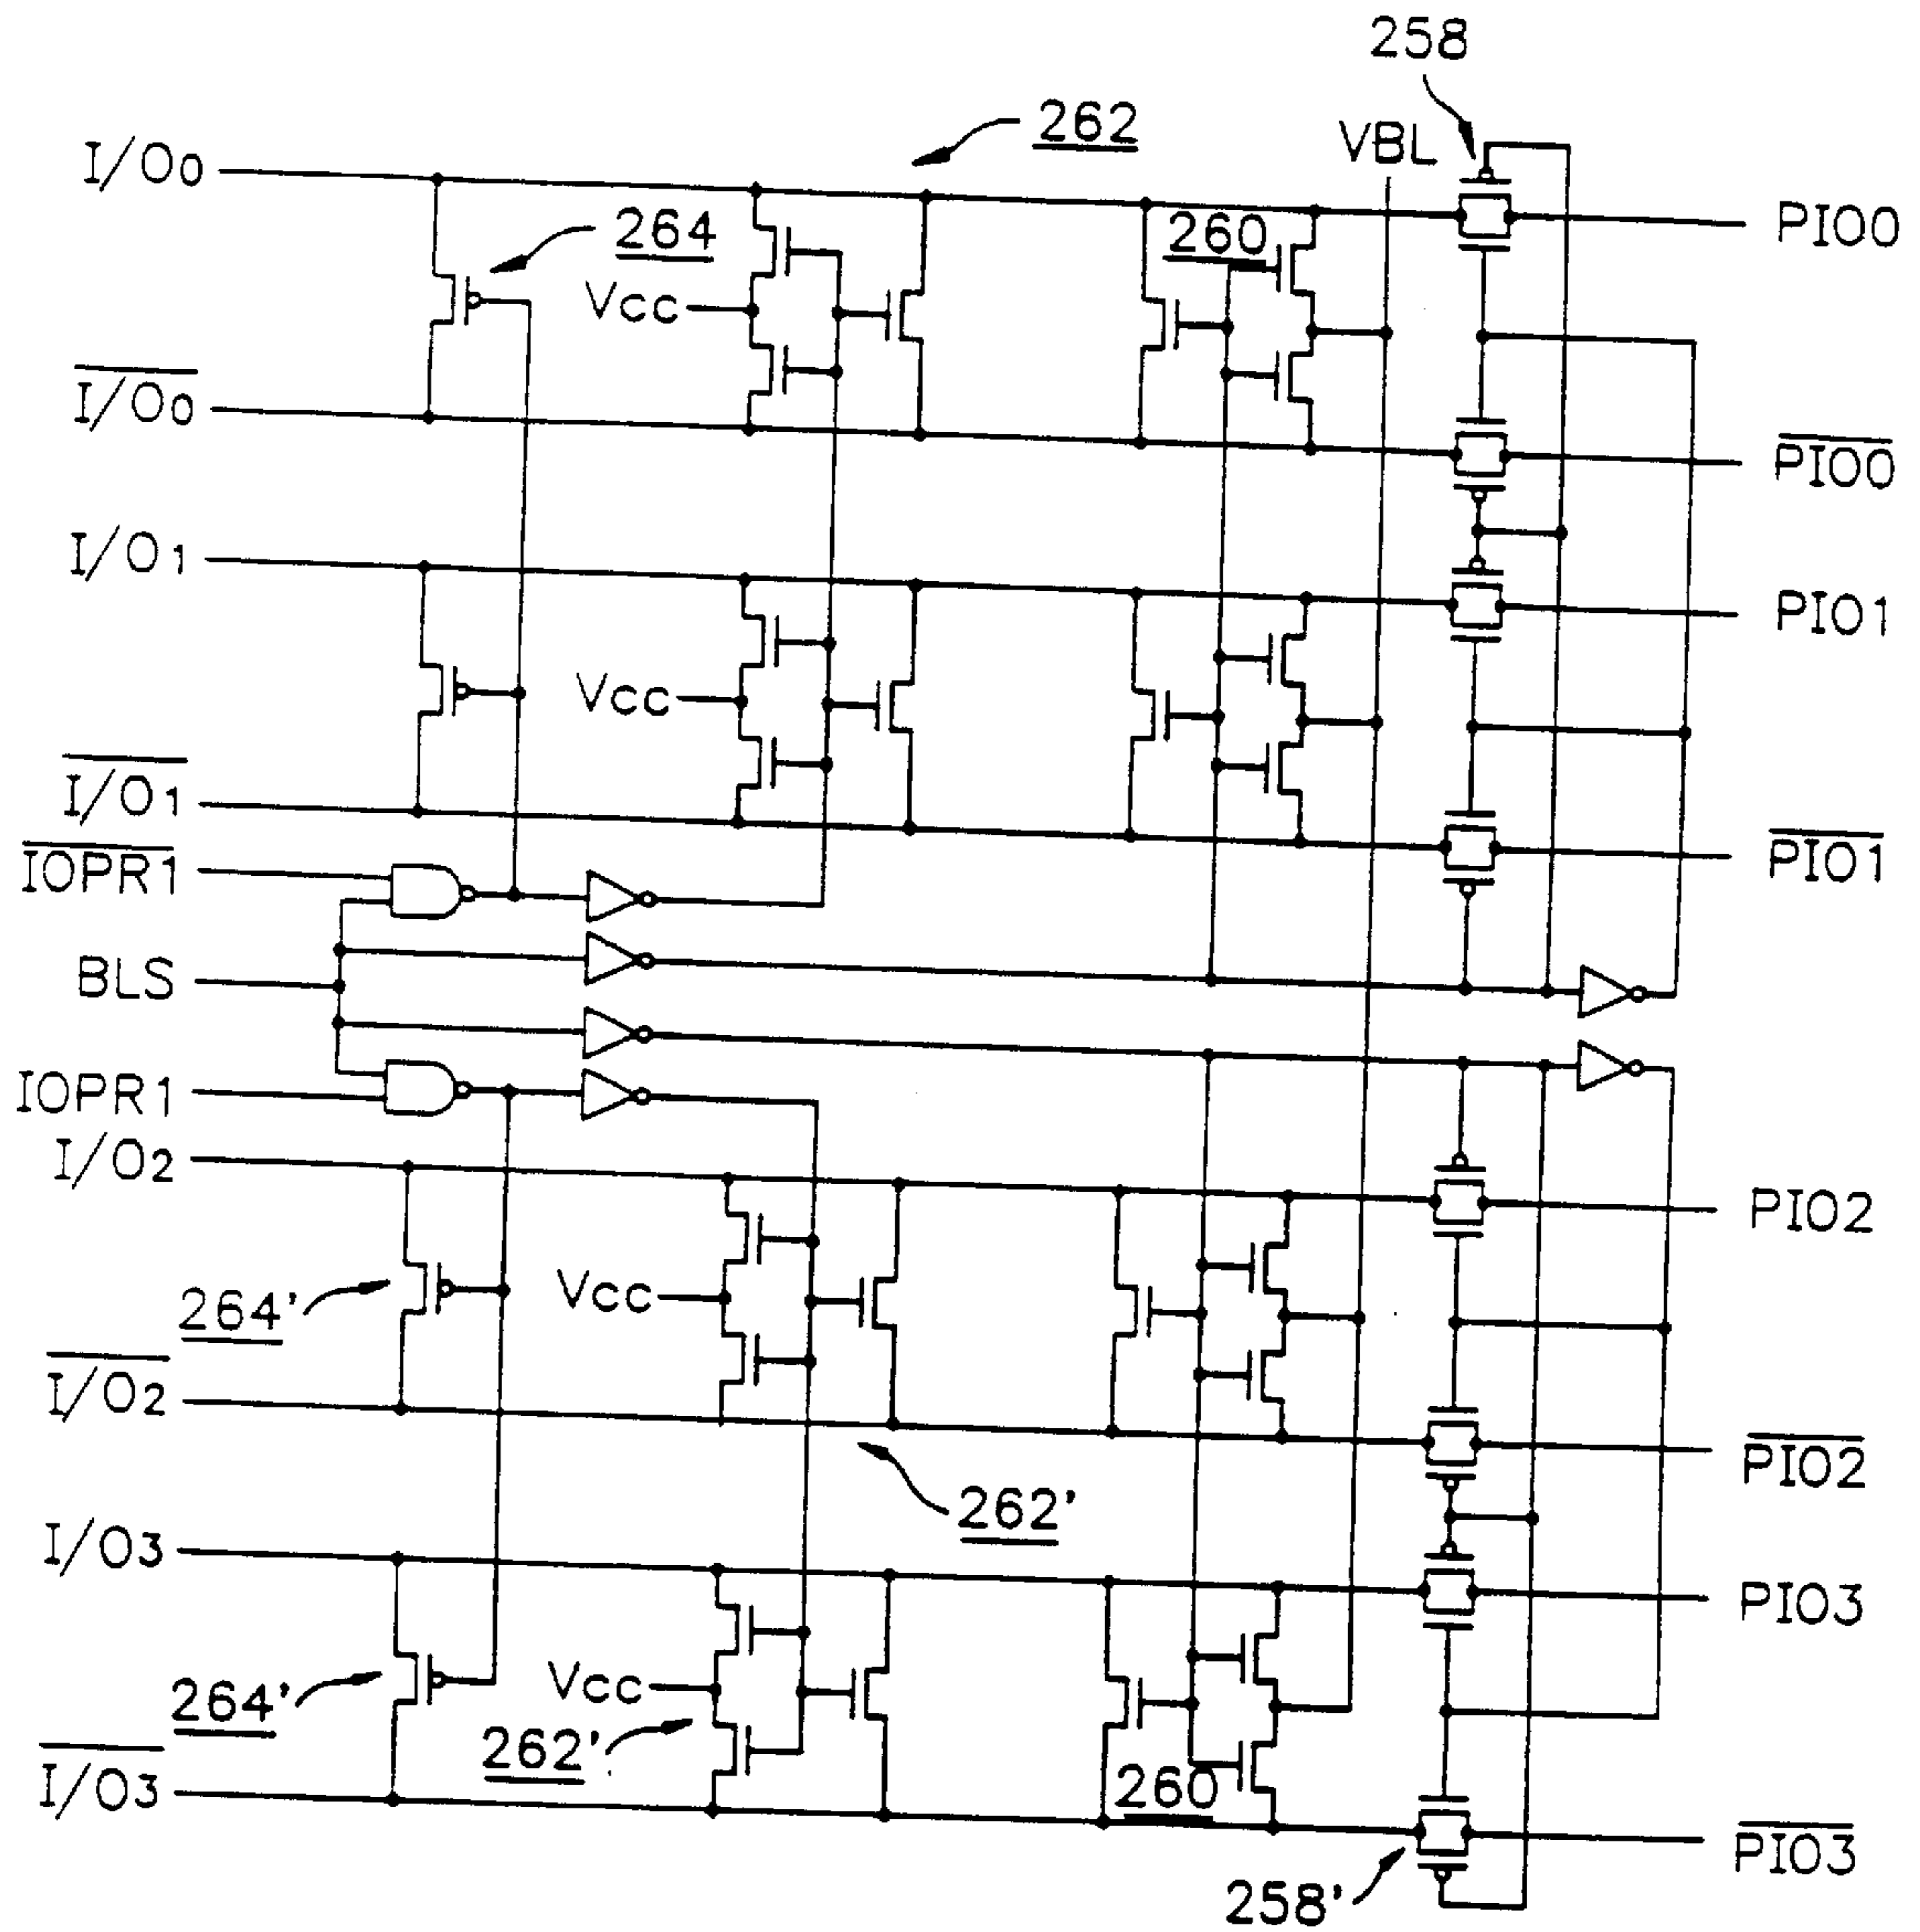 258
262
VBL
I/O0
264
260
PIO0
Vcc
I/O0
PIO0
I/O1
PIO1
Vcc
I/O1
IOPR1
PIO1
BLS
IOPR1
I/O2
PIO2
Vcc
264'
I/O2
PIO2
262'
I/O3
PIO3
Vcc
264'
262'
260
I/O3
PIO3
258'